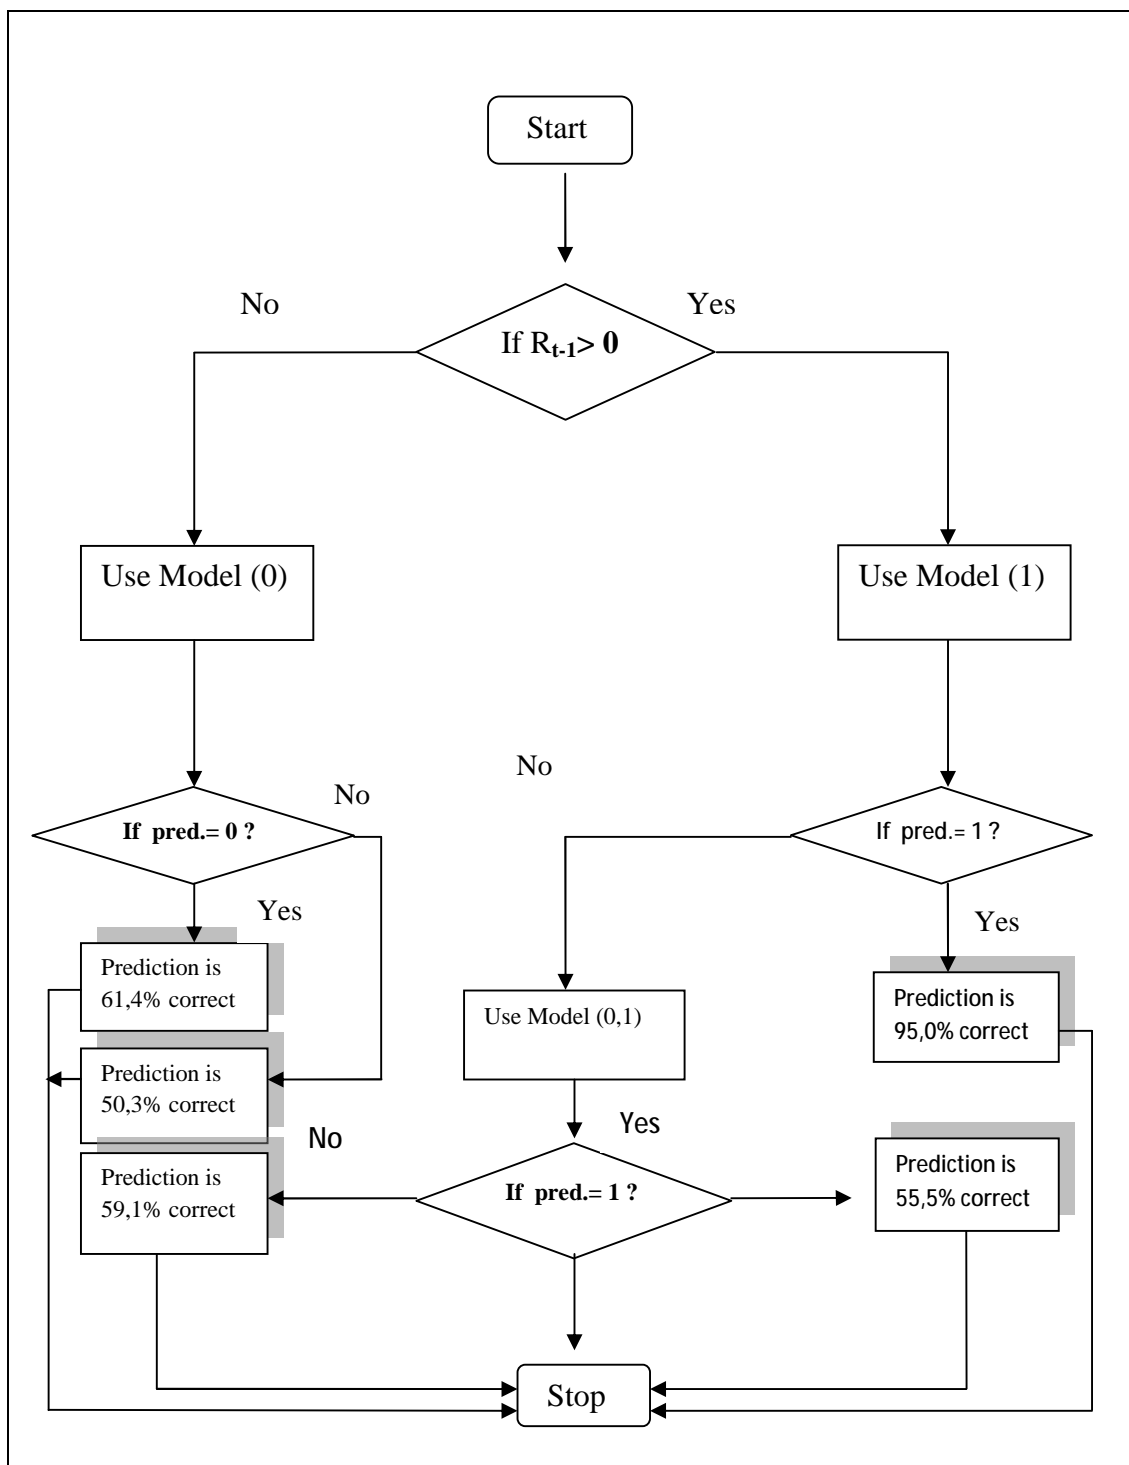 Start
No
Yes
If Rt-1> 0
Use Model (0)
Use Model (1)
No
No
If pred.= 0 ?
If pred.= 1 ?
Yes
Yes
Prediction is
61,4% correct
Use Model (0,1)
Prediction is
95,0% correct
Prediction is
50,3% correct
No
Yes
Prediction is
59,1% correct
If pred.= 1 ?
Prediction is
55,5% correct
Stop